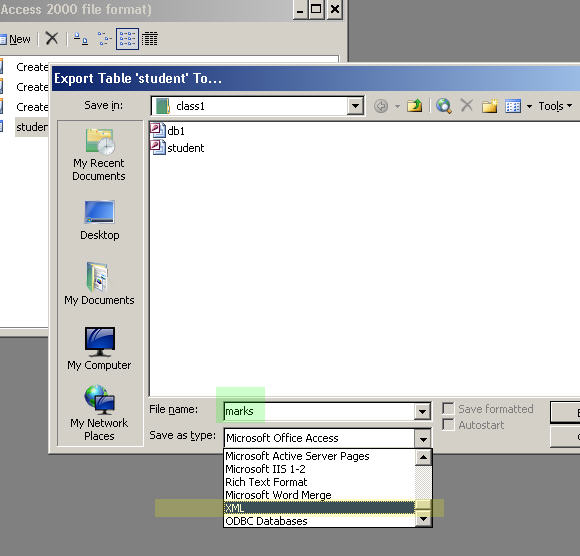 Access 2000 file format)
New
Create
Create
Create
studen
Export Table 'student' To...
Save in:
class1
Tools
db1
student
My Recent
Documents
Desktop
My Documents
My Computer
My Network
Places
File name:
marks
Save formatted
Autostart
Save as type:
Microsoft Office Access
Microsoft Active Server Pages
Microsoft IIS 1-2
Rich Text Format
Microsoft Word Merge
XML
ODBC Databases